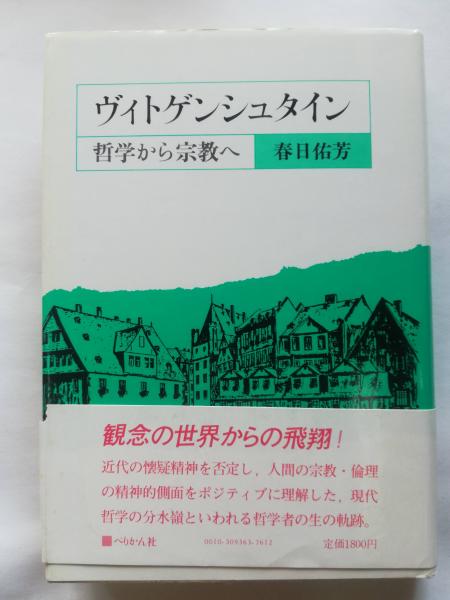 ヴィトゲンシュタイン
哲学から宗教へ 春日佑芳
観念の世界からの飛翔!
近代の懐疑精神を否定し、人間の宗教・倫理
の精神的側面をポジティブに理解した、現代
哲学の分水嶺といわれる哲学者の生の軌跡。
ぺりかん社 0010-309363-7612 定価1800円